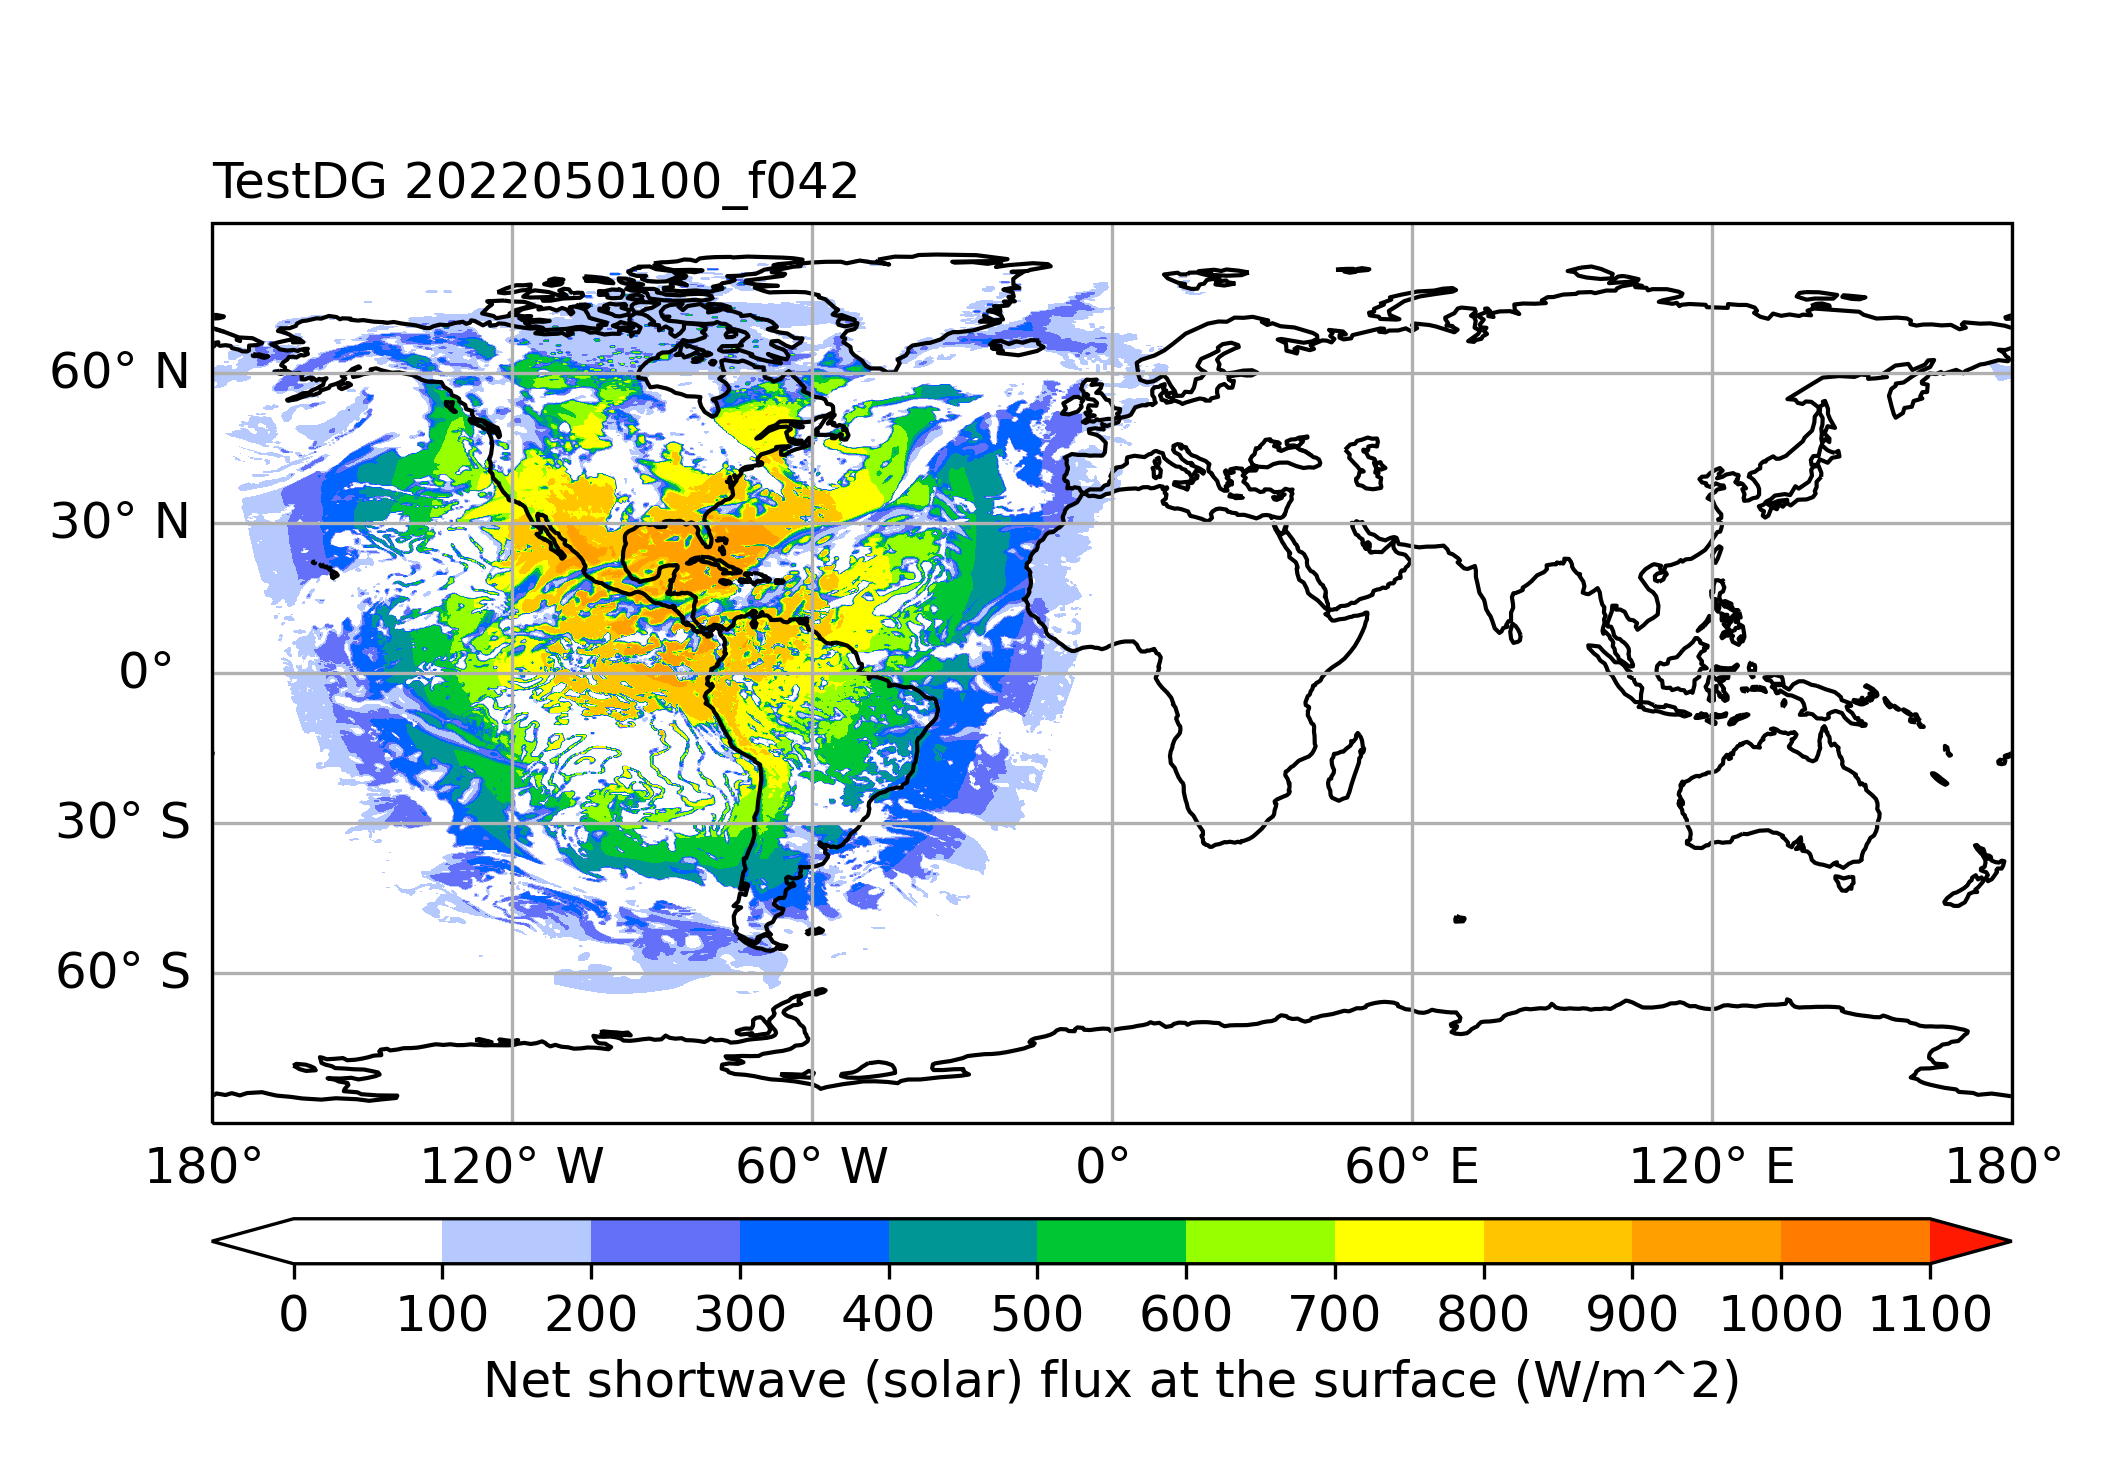 TestDG 2022050100_f042
60° N
30° N
0°
30° S
60° S
180° 120° W 60° W 0° 60° E 120° E 180°
0 100 200 300 400 500 600 700 800 900 1000 1100
Net shortwave (solar) flux at the surface (W/m^2)